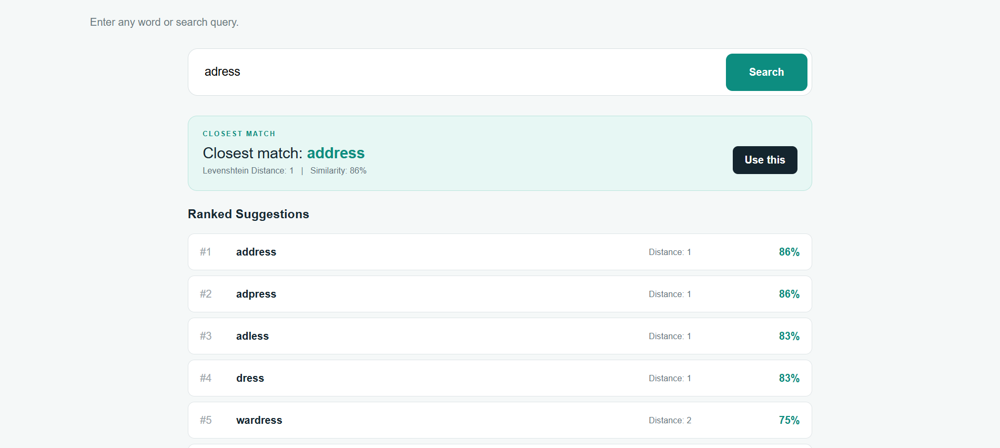 Enter any word or search query.
adress
Search
CLOSEST MATCH
Closest match: address
Levenshtein Distance: 1 | Similarity: 86%
Use this
Ranked Suggestions
#1 address Distance: 1 86%
#2 adpress Distance: 1 86%
#3 adless Distance: 1 83%
#4 dress Distance: 1 83%
#5 wardress Distance: 2 75%